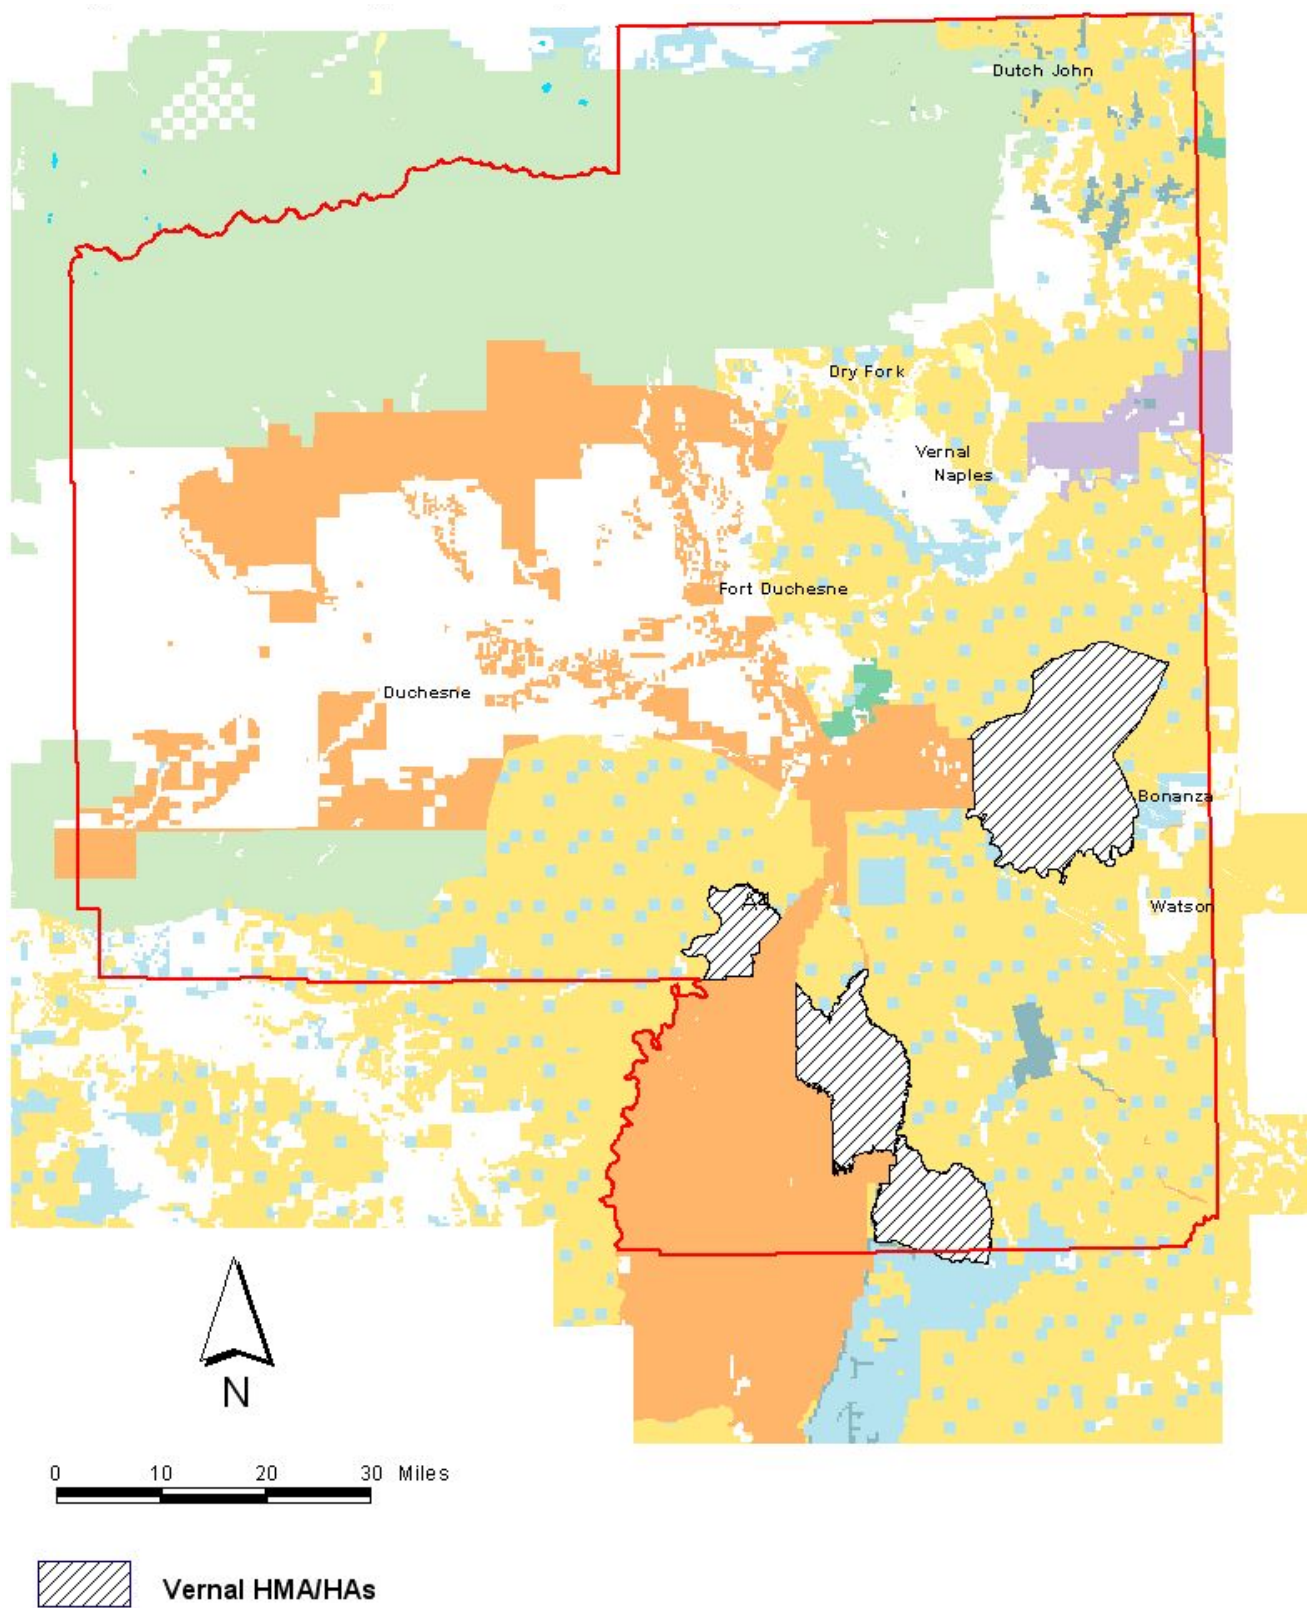 Dutch John
Dry Fork
Vernal
Naples
Fort Duchesne
Duchesne
Bonanza
Watson
N
0 10 20 30 Miles
Vernal HMA/HAs